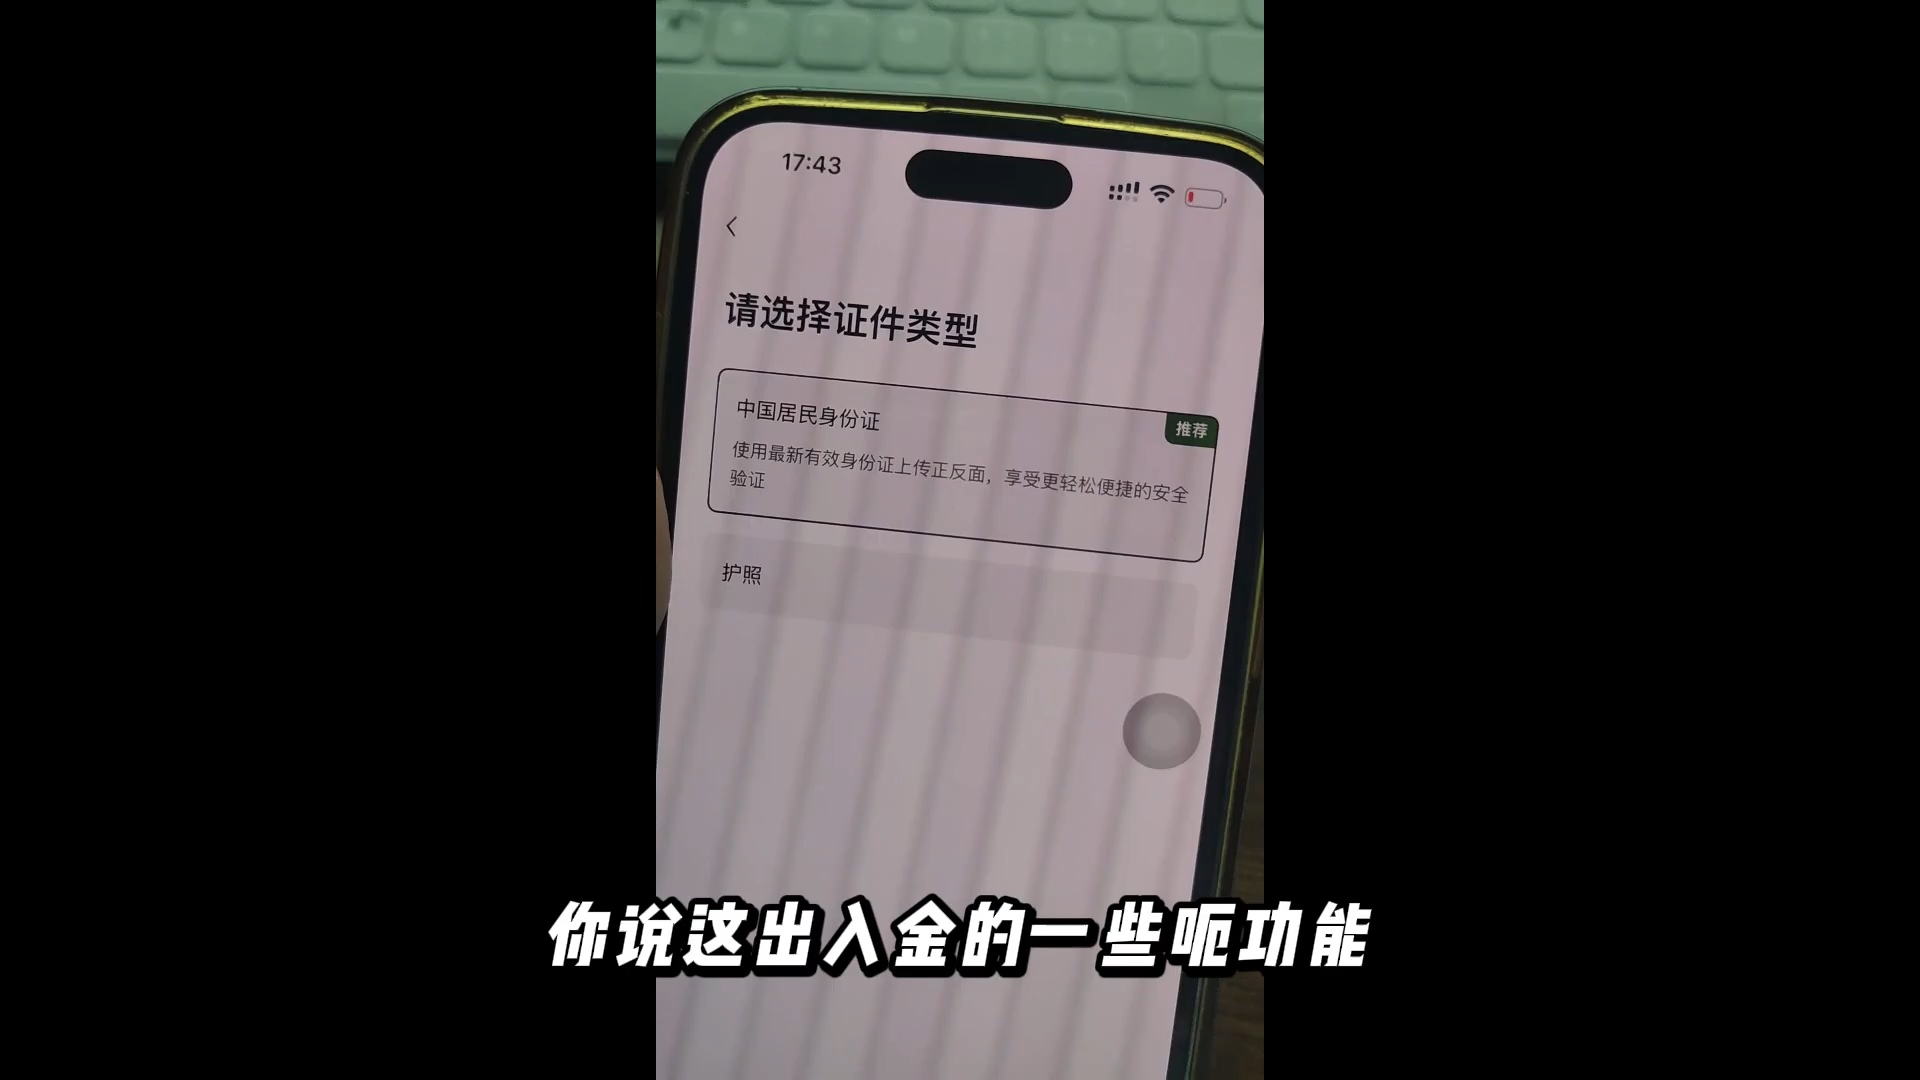 17:43
请选择证件类型
中国居民身份证
推荐
使用最新有效身份证上传正反面，享受更轻松便捷的安全
验证
护照
你说这出入金的一些呃功能